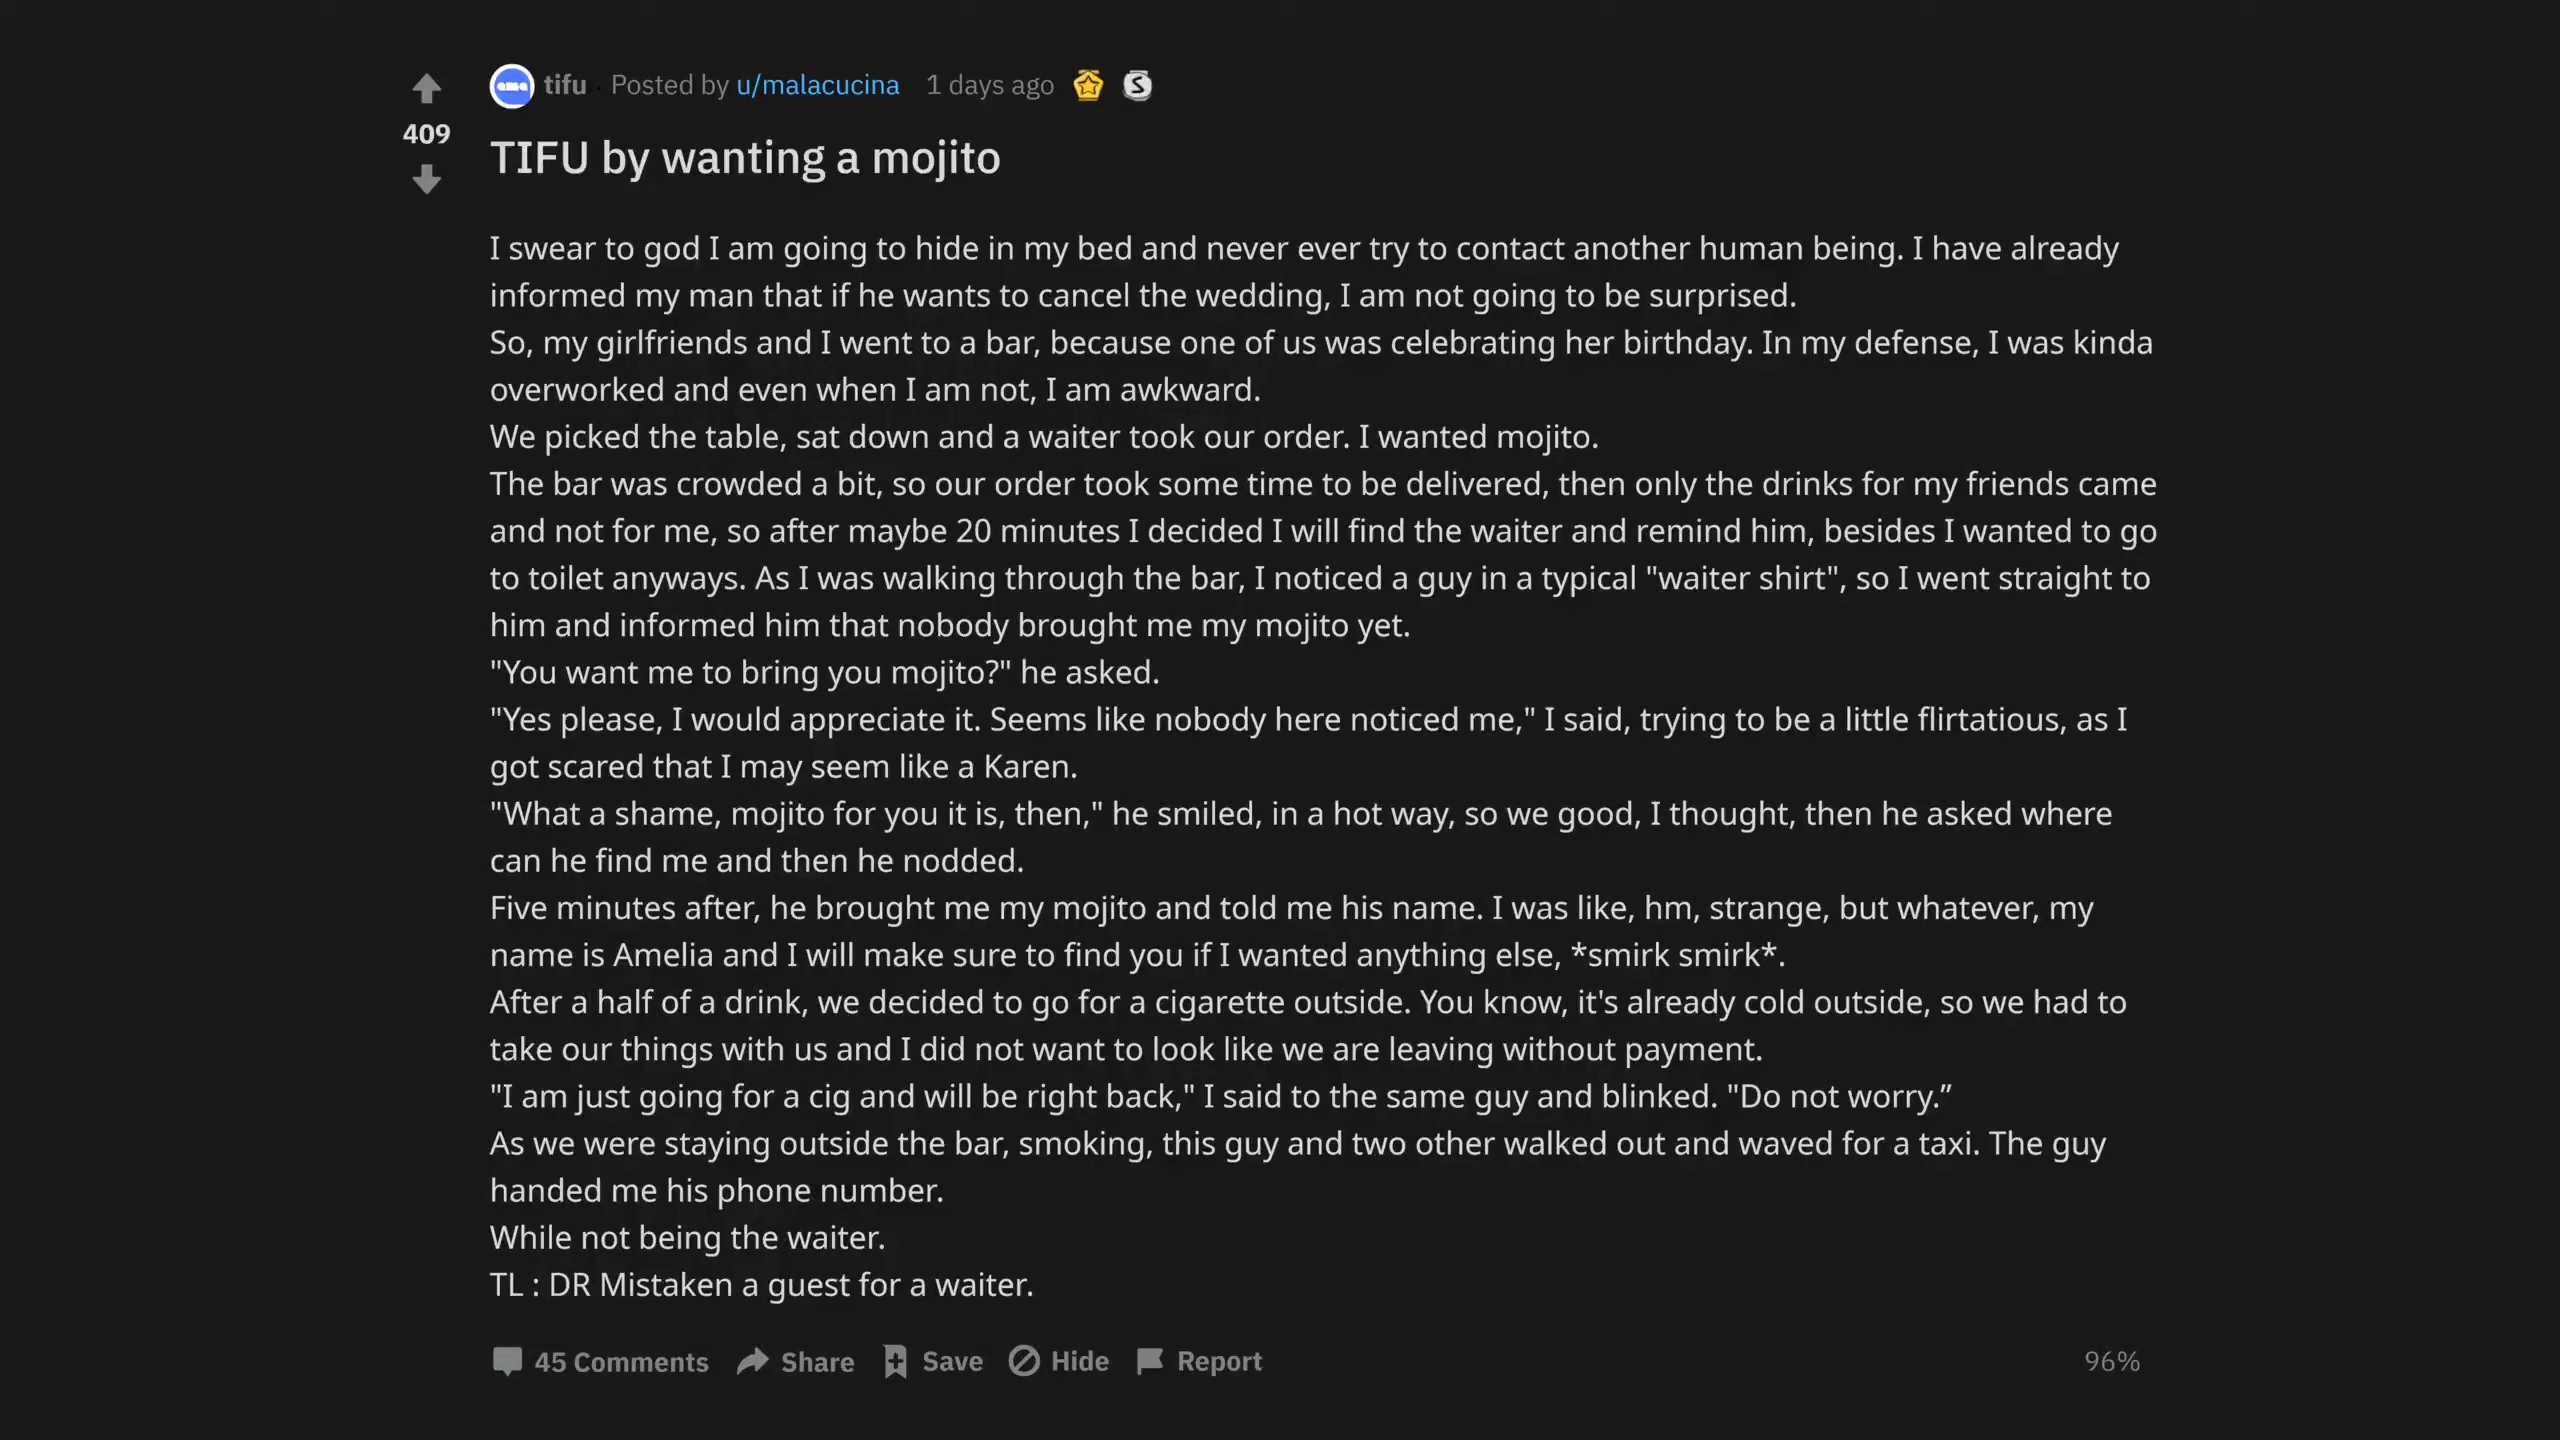 tifu · Posted by u/malacucina 1 days ago
409
TIFU by wanting a mojito
I swear to god I am going to hide in my bed and never ever try to contact another human being. I have already
informed my man that if he wants to cancel the wedding, I am not going to be surprised.
So, my girlfriends and I went to a bar, because one of us was celebrating her birthday. In my defense, I was kinda
overworked and even when I am not, I am awkward.
We picked the table, sat down and a waiter took our order. I wanted mojito.
The bar was crowded a bit, so our order took some time to be delivered, then only the drinks for my friends came
and not for me, so after maybe 20 minutes I decided I will find the waiter and remind him, besides I wanted to go
to toilet anyways. As I was walking through the bar, I noticed a guy in a typical "waiter shirt", so I went straight to
him and informed him that nobody brought me my mojito yet.
"You want me to bring you mojito?" he asked.
"Yes please, I would appreciate it. Seems like nobody here noticed me," I said, trying to be a little flirtatious, as I
got scared that I may seem like a Karen.
"What a shame, mojito for you it is, then," he smiled, in a hot way, so we good, I thought, then he asked where
can he find me and then he nodded.
Five minutes after, he brought me my mojito and told me his name. I was like, hm, strange, but whatever, my
name is Amelia and I will make sure to find you if I wanted anything else, *smirk smirk*.
After a half of a drink, we decided to go for a cigarette outside. You know, it's already cold outside, so we had to
take our things with us and I did not want to look like we are leaving without payment.
"I am just going for a cig and will be right back," I said to the same guy and blinked. "Do not worry.”
As we were staying outside the bar, smoking, this guy and two other walked out and waved for a taxi. The guy
handed me his phone number.
While not being the waiter.
TL : DR Mistaken a guest for a waiter.
45 Comments Share Save Hide Report 96%